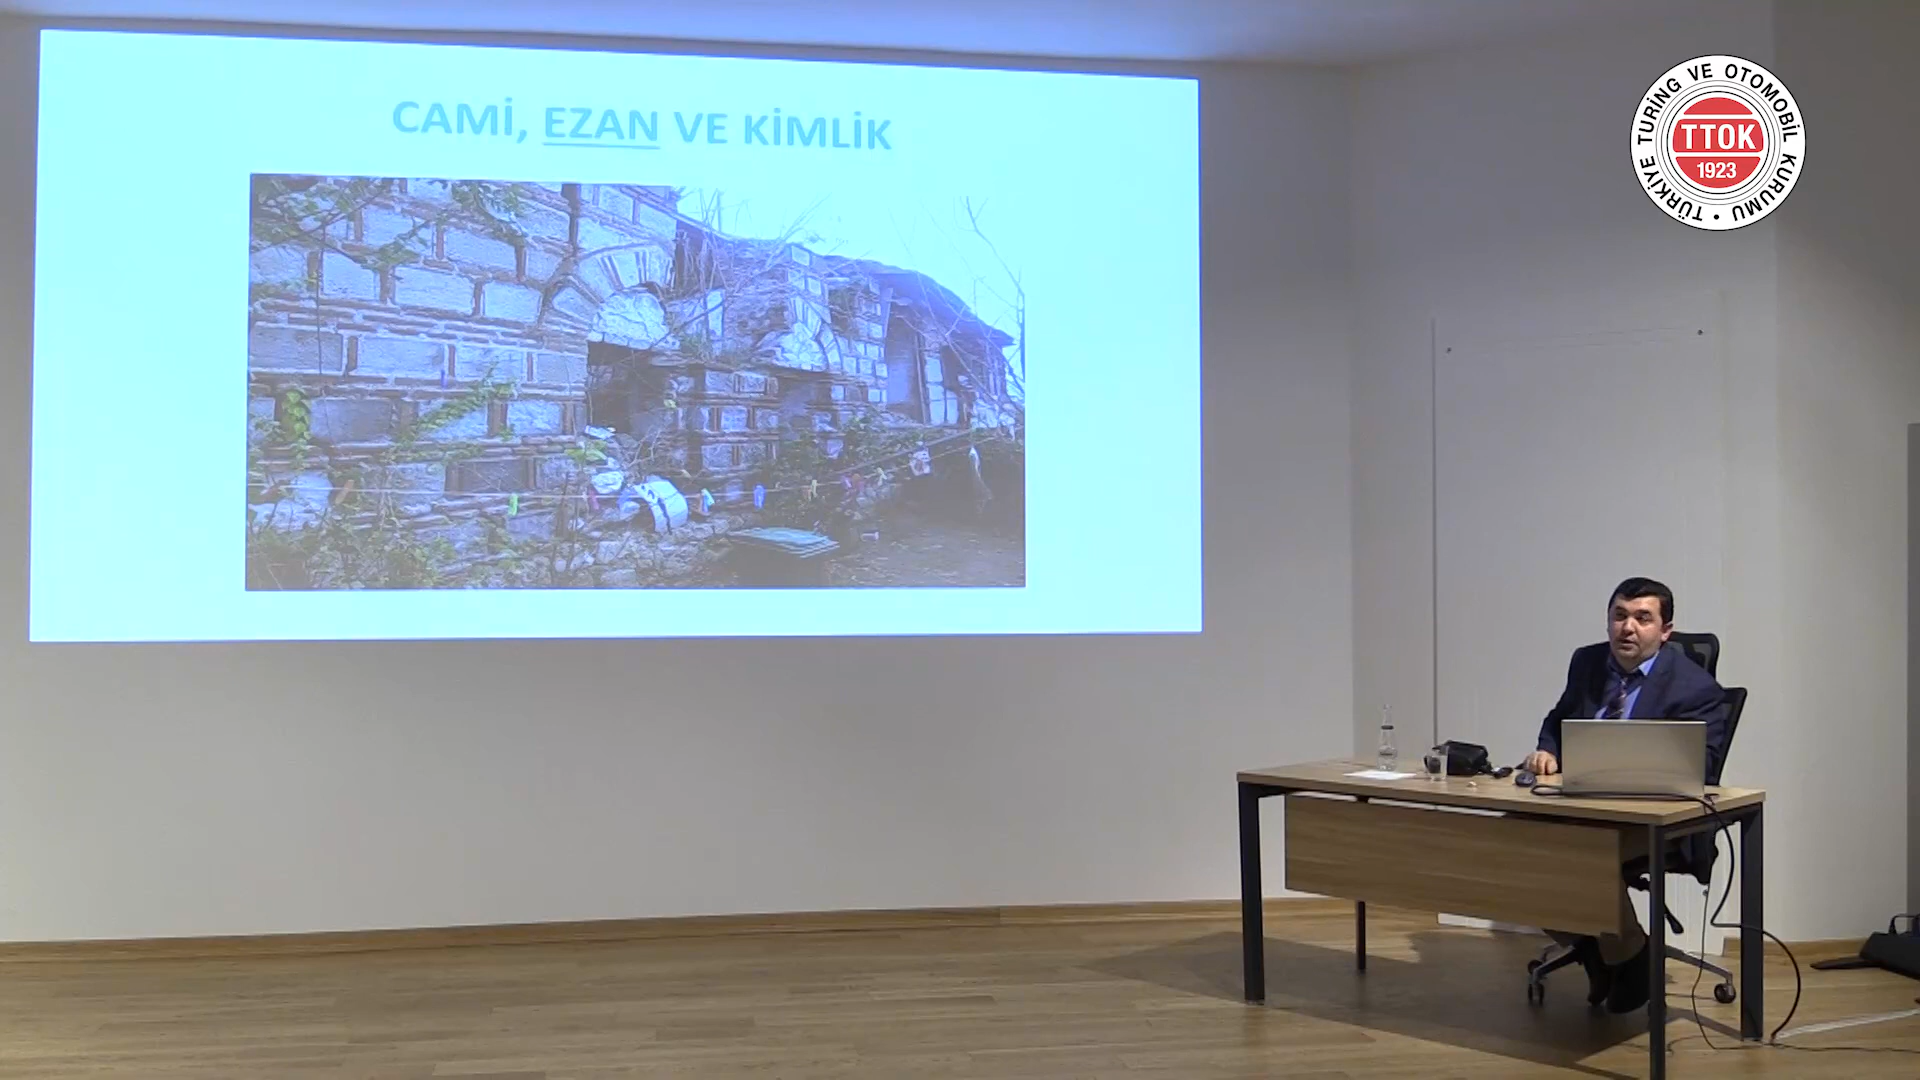 CAMİ, EZAN VE KİMLİK
TÜRKİYE TURİNG VE OTOMOBİL KURUMU •
TTOK
1923